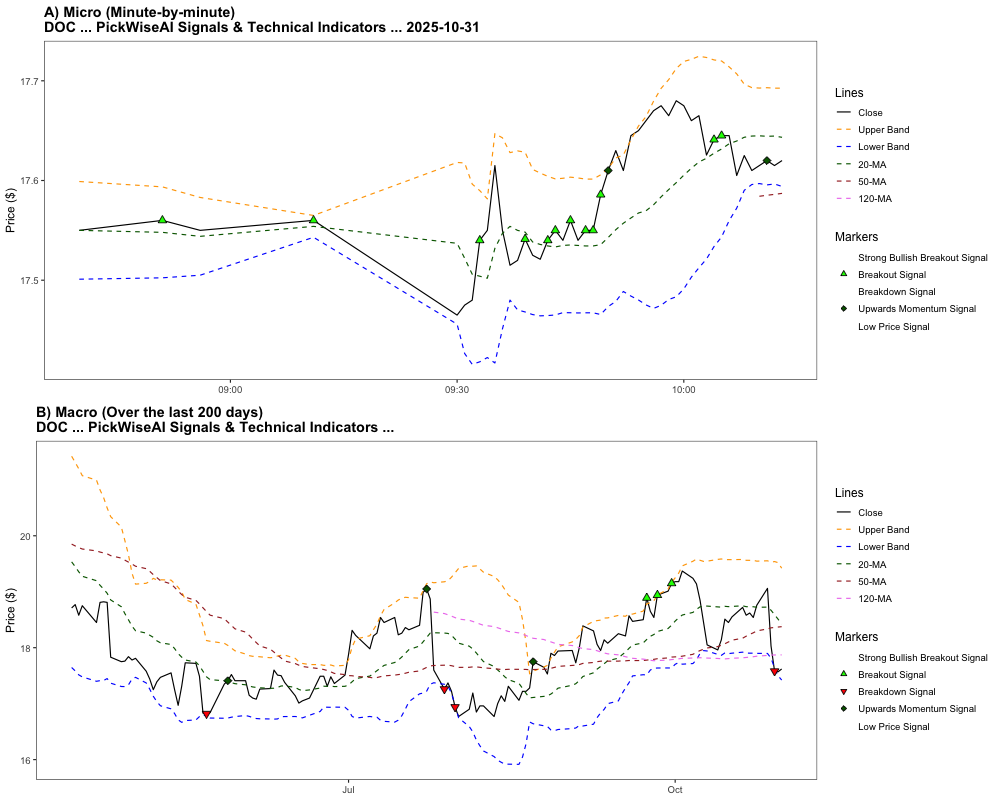 A) Micro (Minute-by-minute)
DOC ... PickWiseAI Signals & Technical Indicators ... 2025-10-31
Price ($)
17.7
17.6
17.5
09:00
09:30
10:00
Lines
Close
Upper Band
Lower Band
20-MA
50-MA
120-MA
Markers
Strong Bullish Breakout Signal
Breakout Signal
Breakdown Signal
Upwards Momentum Signal
Low Price Signal
B) Macro (Over the last 200 days)
DOC ... PickWiseAI Signals & Technical Indicators ...
Price ($)
20
18
16
Jul
Oct
Lines
Close
Upper Band
Lower Band
20-MA
50-MA
120-MA
Markers
Strong Bullish Breakout Signal
Breakout Signal
Breakdown Signal
Upwards Momentum Signal
Low Price Signal